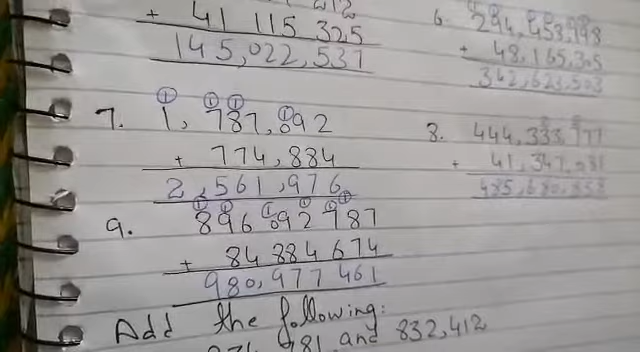 + 41 115 325
145,022,537
6. 294,458,198
+ 48,165,305
342,623,503
7. 1,787,092
+ 774,884
2,561,976
8. 444,333,777
+ 41,347,081
485,680,858
9. 896 092 787
+ 84 884 674
980,977 461
Add the following:
981 and 832,412